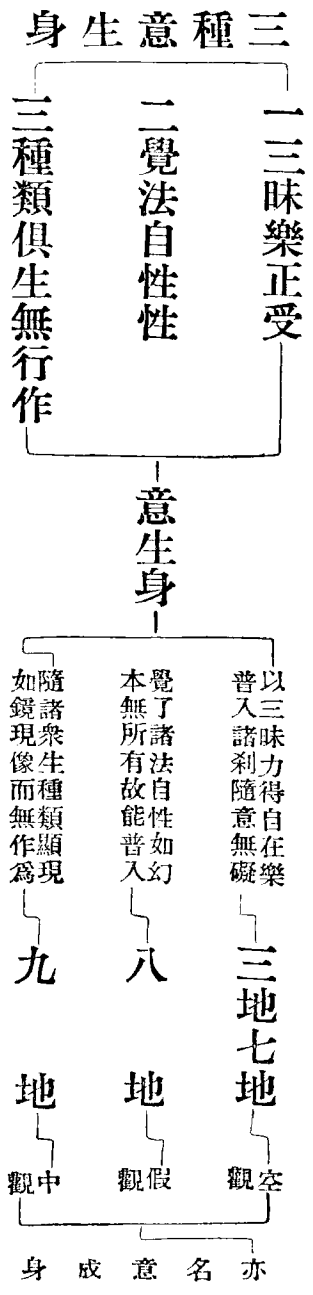 三種意生身
一三昧樂正受
二覺法自性性
三種類俱生無行作
意生身
以三昧力得自在樂
普入諸刹隨意無礙
覺了諸法自性如幻
本無所有故能普入
隨諸衆生種類顯現
如鏡現像而無作爲
三地七地
八地
九地
空觀
假觀
中觀
亦名意成身